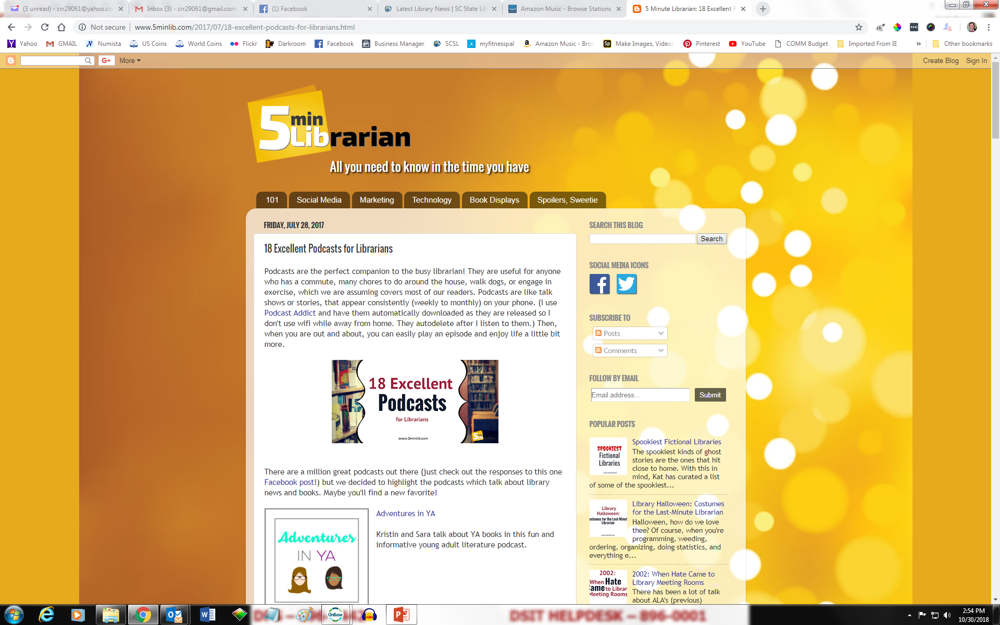 (3 unread) - crr29061@yahoo.co
Inbox (3) - crr29061@gmail.com
(1) Facebook
Latest Library News | SC State Lib
Amazon Music - Browse Stations
5 Minute Librarian: 18 Excellent P
Not secure | www.5minlib.com/2017/07/18-excellent-podcasts-for-librarians.html
Yahoo GMAIL Numista US Coins World Coins Flickr Darkroom Facebook Business Manager SCSL myfitnesspal Amazon Music - Brow Make Images, Videos Pinterest YouTube COMM Budget Imported From IE » Other bookmarks
G+ More Create Blog Sign In
5 min
Librarian
All you need to know in the time you have
101 Social Media Marketing Technology Book Displays Spoilers, Sweetie
FRIDAY, JULY 28, 2017
18 Excellent Podcasts for Librarians
Podcasts are the perfect companion to the busy librarian! They are useful for anyone
who has a commute, many chores to do around the house, walk dogs, or engage in
exercise, which we are assuming covers most of our readers. Podcasts are like talk
shows or stories, that appear consistently (weekly to monthly) on your phone. (I use
Podcast Addict and have them automatically downloaded as they are released so I
don't use wifi while away from home. They autodelete after I listen to them.) Then,
when you are out and about, you can easily play an episode and enjoy life a little bit
more.
18 Excellent
Podcasts
for Librarians
www.5minlib.com
There are a million great podcasts out there (just check out the responses to this one
Facebook post!) but we decided to highlight the podcasts which talk about library
news and books. Maybe you'll find a new favorite!
Adventures
IN YA
Adventures in YA
Kristin and Sara talk about YA books in this fun and
informative young adult literature podcast.
SEARCH THIS BLOG
Search
SOCIAL MEDIA ICONS
SUBSCRIBE TO
Posts
Comments
FOLLOW BY EMAIL
Email address... Submit
POPULAR POSTS
SPOOKIEST
Fictional
Libraries
Spookiest Fictional Libraries
The spookiest kinds of ghost
stories are the ones that hit
close to home. With this in
mind, Kat has curated a list
of some of the spookiest...
Library
Halloween:
ostumes for the Last-Minut
Librarian
Library Halloween: Costumes
for the Last-Minute Librarian
Halloween, how do we love
thee? Of course, when you're
programming, weeding,
ordering, organizing, doing statistics, and
everything e...
2002:
When Hate
Came to Librar
Meeting Rooms
2002: When Hate Came to
Library Meeting Rooms
There has been a lot of talk
about ALA's (previous)
OnBase
DSIT HELPDESK – 896-0001
2:54 PM
10/30/2018